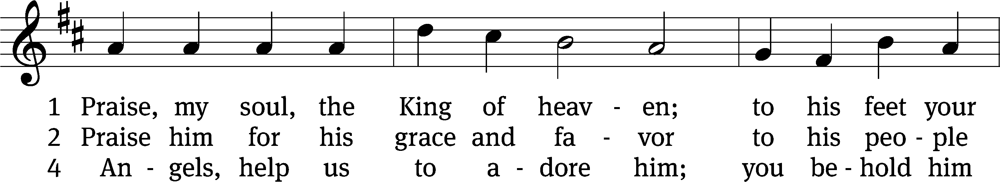 1 Praise, my soul, the King of heav - en; to his feet your
2 Praise him for his grace and fa - vor to his peo - ple
4 An - gels, help us to a - dore him; you be - hold him